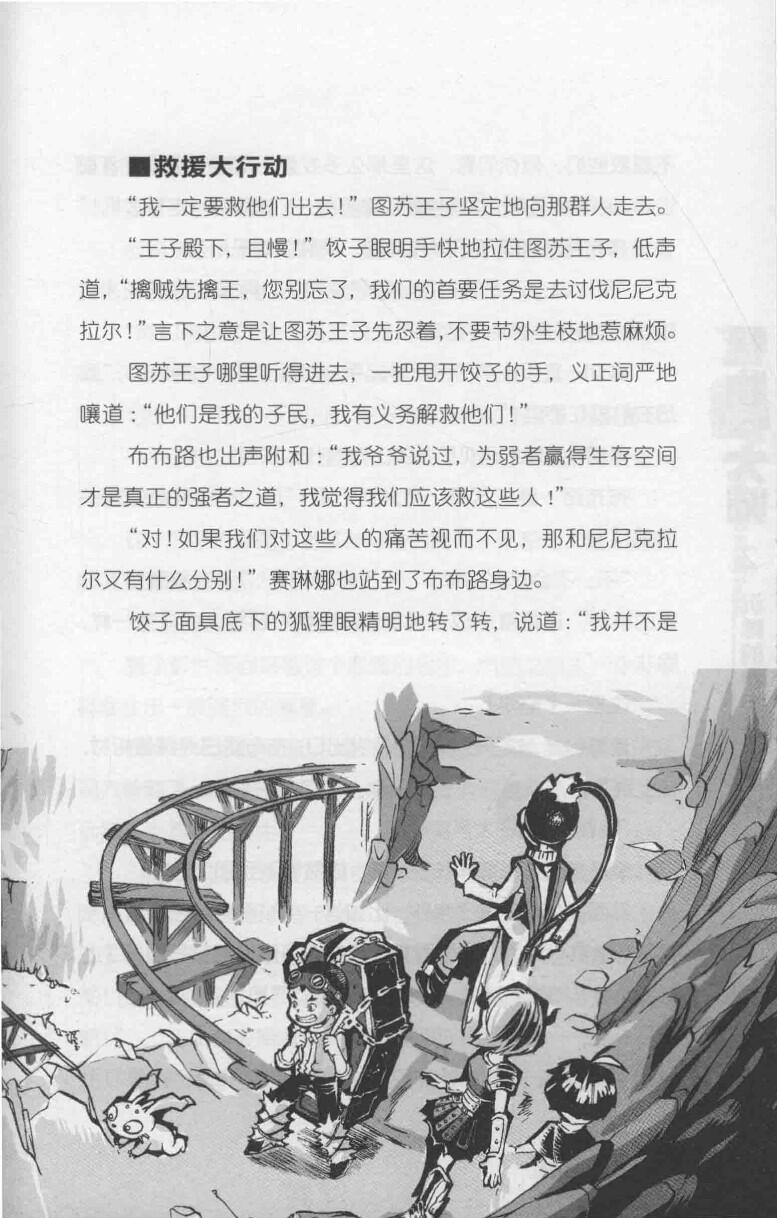 ■救援大行动
“我一定要救他们出去！”图苏王子坚定地向那群人走去。
“王子殿下，且慢！”饺子眼明手快地拉住图苏王子，低声
道，“擒贼先擒王，您别忘了，我们的首要任务是去讨伐尼尼克
拉尔！”言下之意是让图苏王子先忍着，不要节外生枝地惹麻烦。
图苏王子哪里听得进去，一把甩开饺子的手，义正词严地
嚷道：“他们是我的子民，我有义务解救他们！”
布布路也出声附和：“我爷爷说过，为弱者赢得生存空间
才是真正的强者之道，我觉得我们应该救这些人！”
“对！如果我们对这些人的痛苦视而不见，那和尼尼克拉
尔又有什么分别！”赛琳娜也站到了布布路身边。
饺子面具底下的狐狸眼精明地转了转，说道：“我并不是